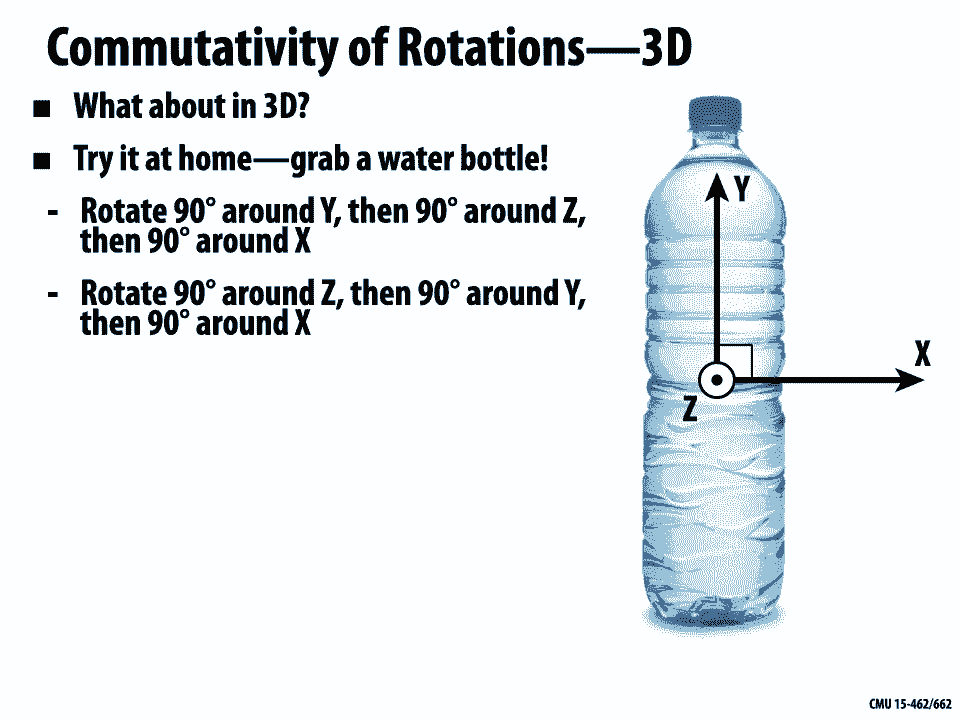 Commutativity of Rotations—3D
■ What about in 3D?
■ Try it at home—grab a water bottle!
- Rotate 90° around Y, then 90° around Z,
then 90° around X
- Rotate 90° around Z, then 90° around Y,
then 90° around X
Y
X
Z
CMU 15-462/662